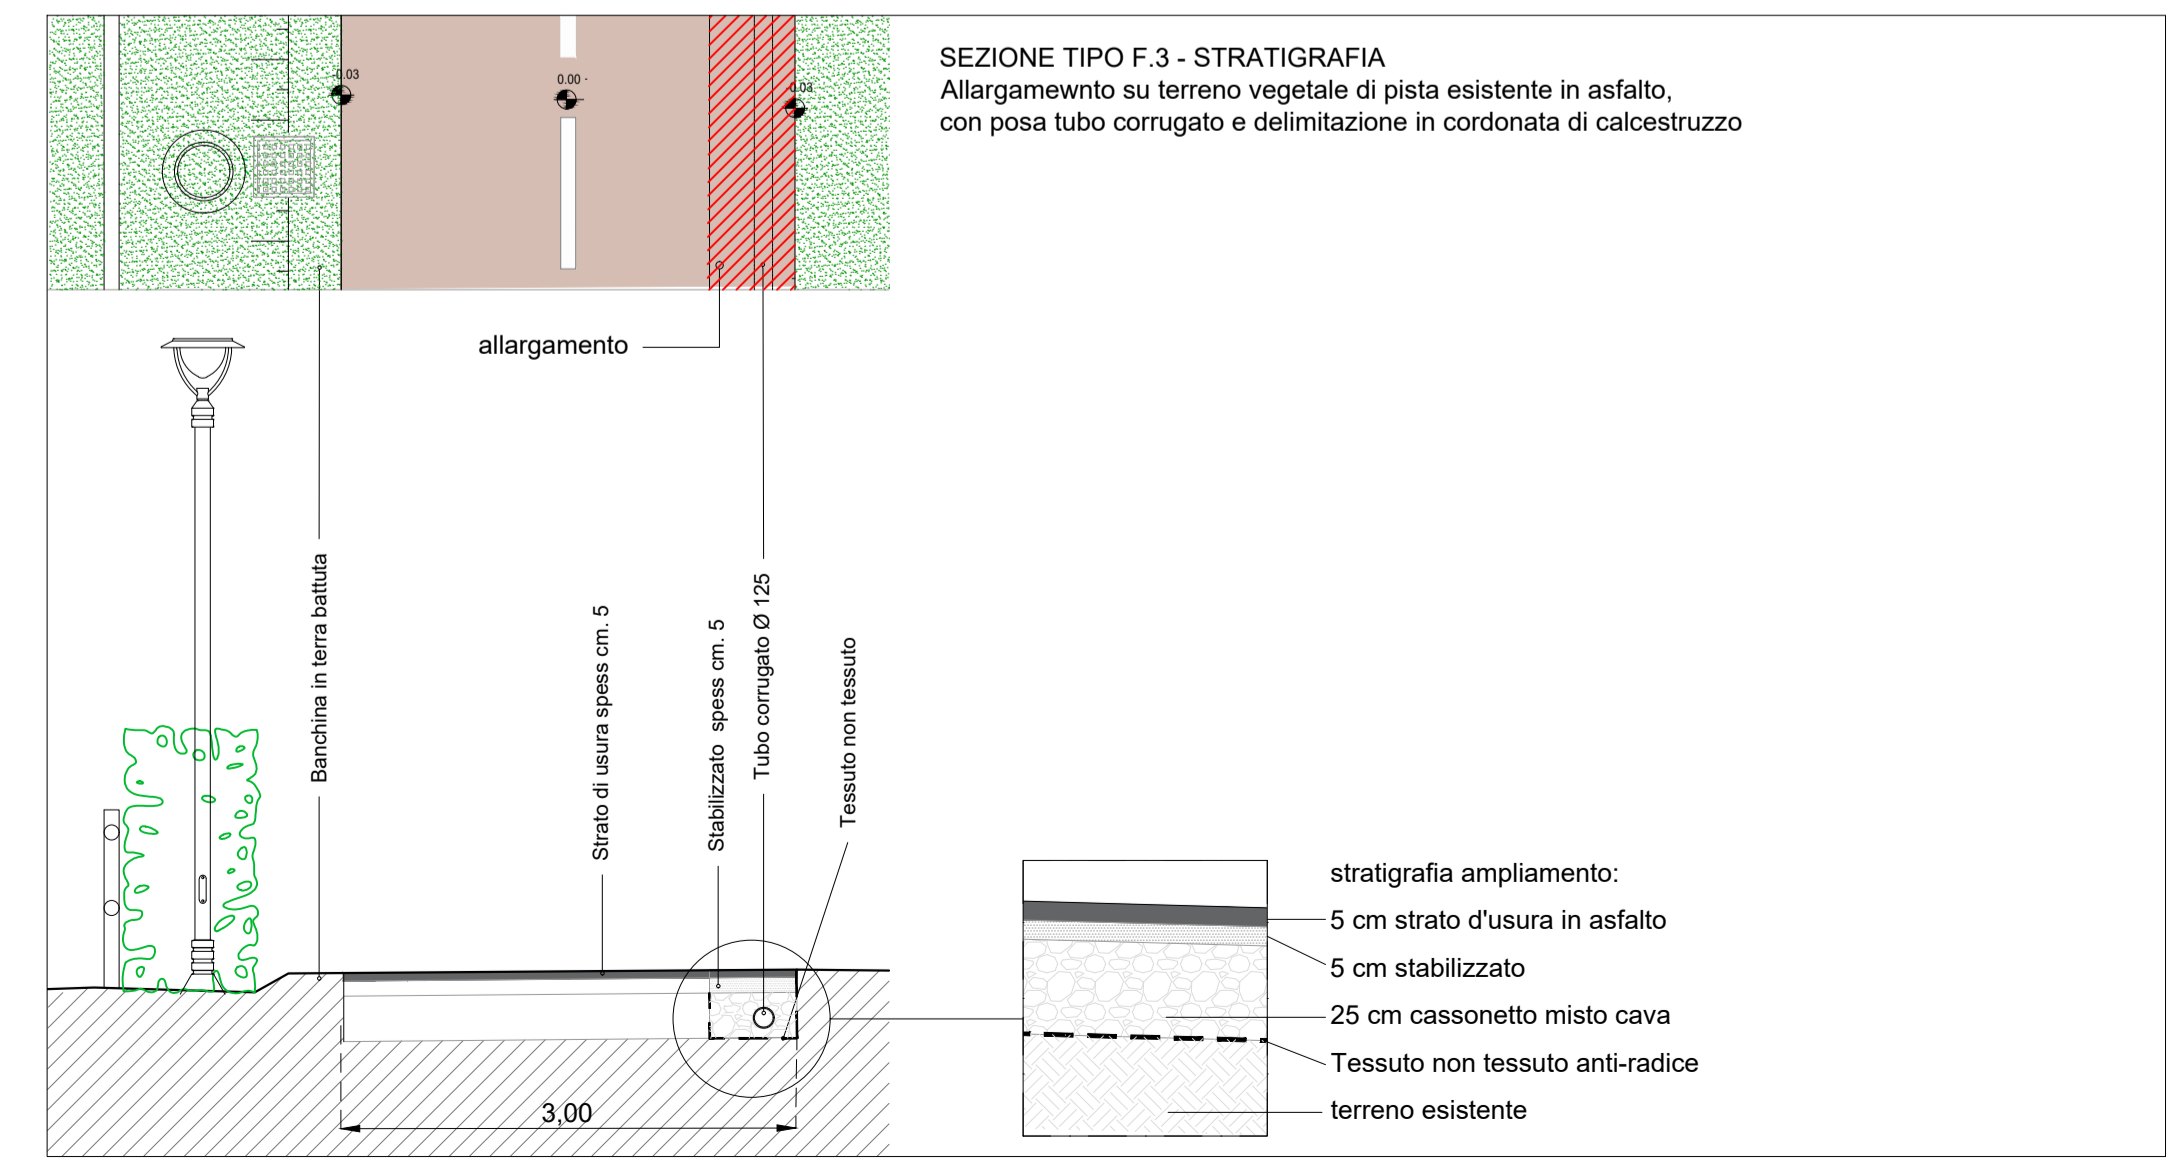 SEZIONE TIPO F.3 - STRATIGRAFIA
Allargamewnto su terreno vegetale di pista esistente in asfalto,
con posa tubo corrugato e delimitazione in cordonata di calcestruzzo
-0.03
0.00
-0.03
allargamento
Banchina in terra battuta
Strato di usura spess cm. 5
Stabilizzato spess cm. 5
Tubo corrugato Ø 125
Tessuto non tessuto
3,00
stratigrafia ampliamento:
5 cm strato d'usura in asfalto
5 cm stabilizzato
25 cm cassonetto misto cava
Tessuto non tessuto anti-radice
terreno esistente